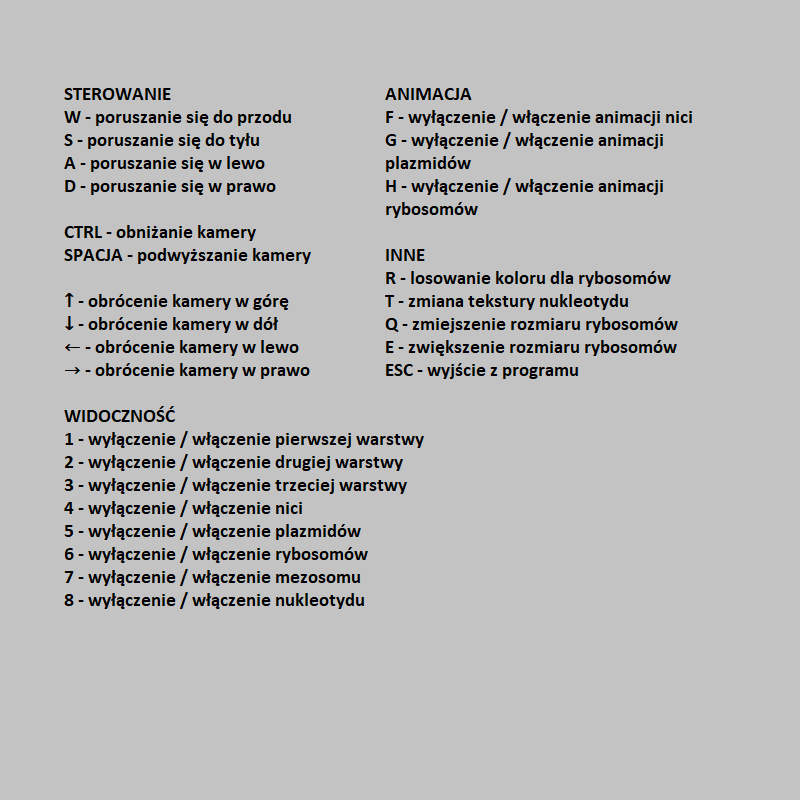 STEROWANIE
W - poruszanie się do przodu
S - poruszanie się do tyłu
A - poruszanie się w lewo
D - poruszanie się w prawo
CTRL - obniżanie kamery
SPACJA - podwyższanie kamery
↑ - obrócenie kamery w górę
↓ - obrócenie kamery w dół
← - obrócenie kamery w lewo
→ - obrócenie kamery w prawo
WIDOCZNOŚĆ
1 - wyłączenie / włączenie pierwszej warstwy
2 - wyłączenie / włączenie drugiej warstwy
3 - wyłączenie / włączenie trzeciej warstwy
4 - wyłączenie / włączenie nici
5 - wyłączenie / włączenie plazmidów
6 - wyłączenie / włączenie rybosomów
7 - wyłączenie / włączenie mezosomu
8 - wyłączenie / włączenie nukleotydu
ANIMACJA
F - wyłączenie / włączenie animacji nici
G - wyłączenie / włączenie animacji
plazmidów
H - wyłączenie / włączenie animacji
rybosomów
INNE
R - losowanie koloru dla rybosomów
T - zmiana tekstury nukleotydu
Q - zmiejszenie rozmiaru rybosomów
E - zwiększenie rozmiaru rybosomów
ESC - wyjście z programu